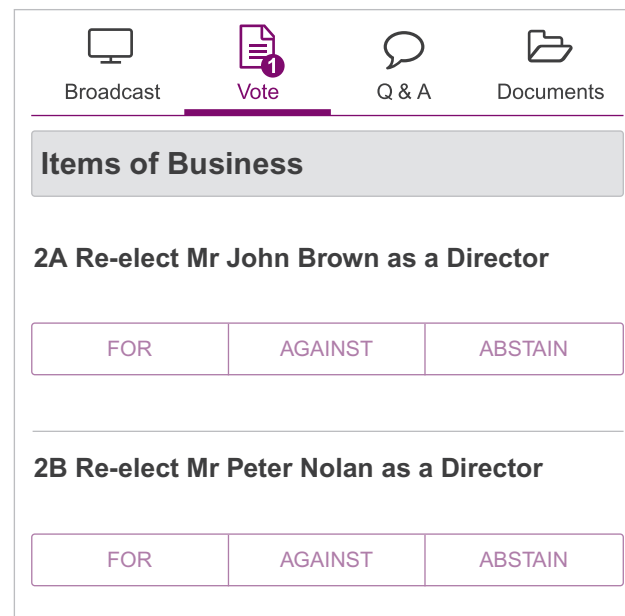 1
Broadcast Vote Q & A Documents
Items of Business
2A Re-elect Mr John Brown as a Director
FOR AGAINST ABSTAIN
2B Re-elect Mr Peter Nolan as a Director
FOR AGAINST ABSTAIN